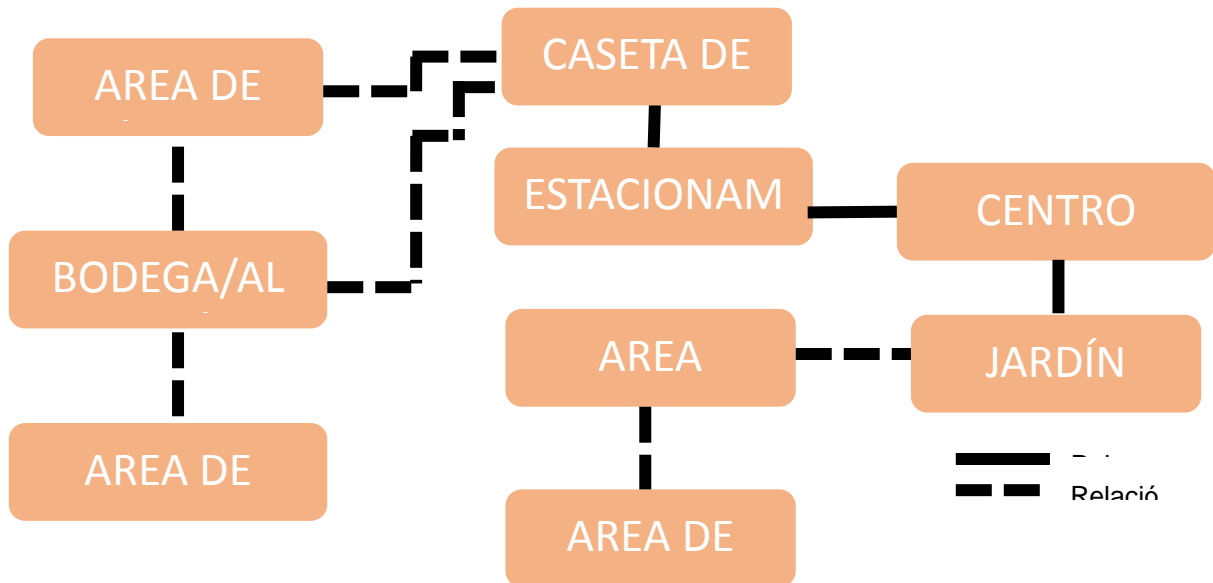 CASETA DE
AREA DE
ESTACIONAM
CENTRO
BODEGA/AL
AREA
JARDÍN
AREA DE
AREA DE
Relació